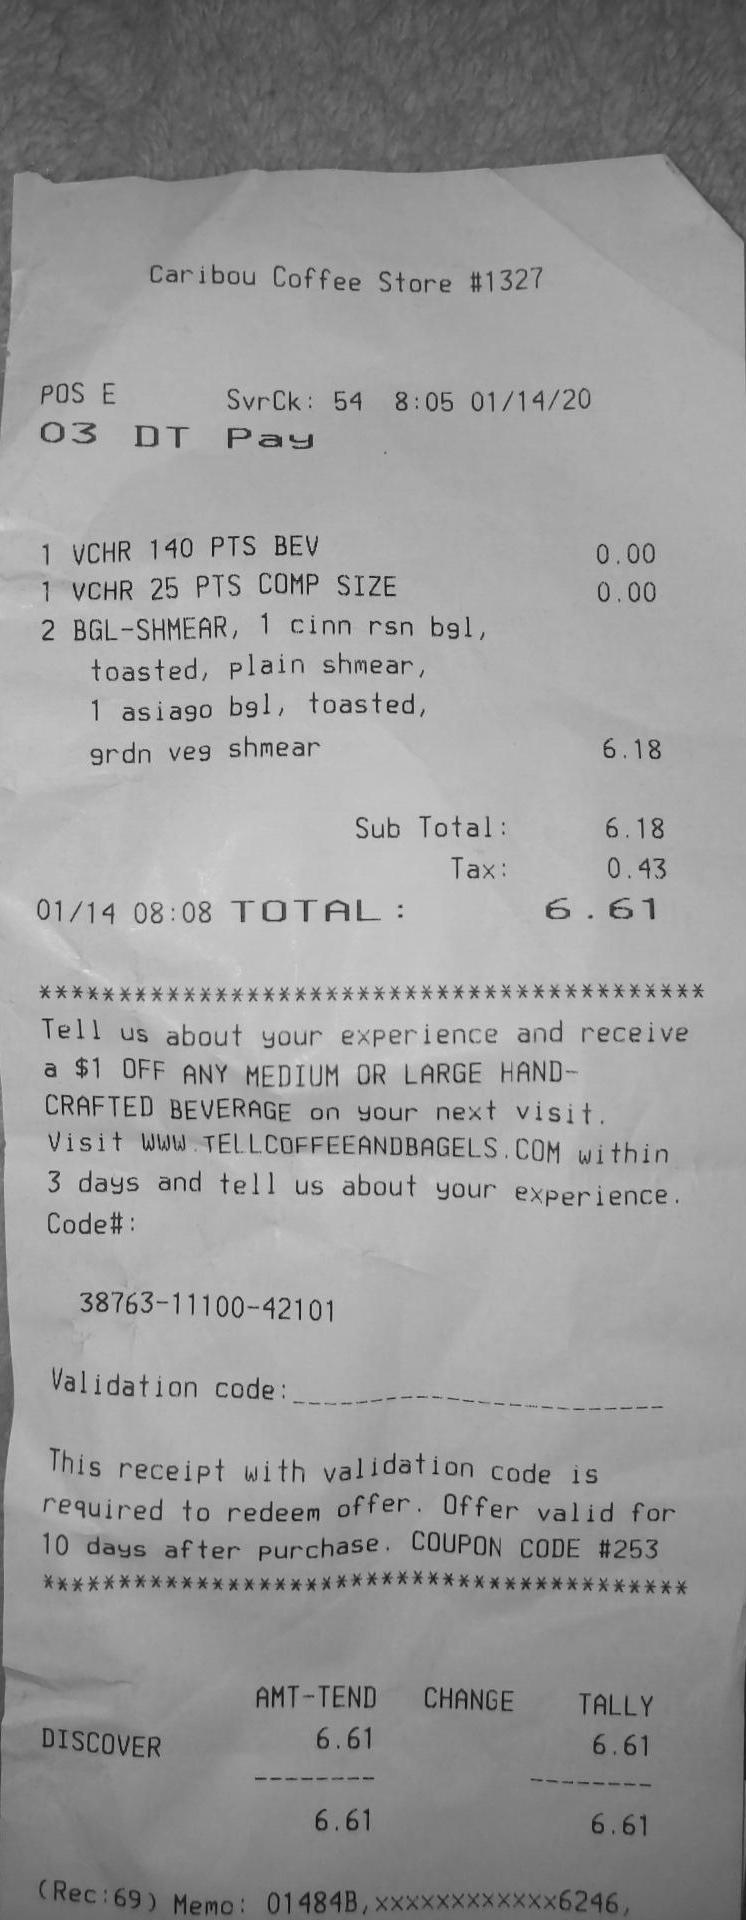 Caribou Coffee Store #1327
POS E SvrCk: 54 8:05 01/14/20
03 DT Pay
1 VCHR 140 PTS BEV 0.00
1 VCHR 25 PTS COMP SIZE 0.00
2 BGL-SHMEAR, 1 cinn rsn bgl,
toasted, plain shmear,
1 asiago bgl, toasted,
grdn veg shmear 6.18
Sub Total: 6.18
Tax: 0.43
01/14 08:08 TOTAL: 6.61
******************************************
Tell us about your experience and receive
a $1 OFF ANY MEDIUM OR LARGE HAND-
CRAFTED BEVERAGE on your next visit.
Visit WWW.TELLCOFFEEANDBAGELS.COM within
3 days and tell us about your experience.
Code#:
38763-11100-42101
Validation code:_______________________
This receipt with validation code is
required to redeem offer. Offer valid for
10 days after purchase. COUPON CODE #253
******************************************
AMT-TEND CHANGE TALLY
DISCOVER 6.61 6.61
-------- --------
6.61 6.61
(Rec:69) Memo: 01484B,xxxxxxxxxxxx6246,